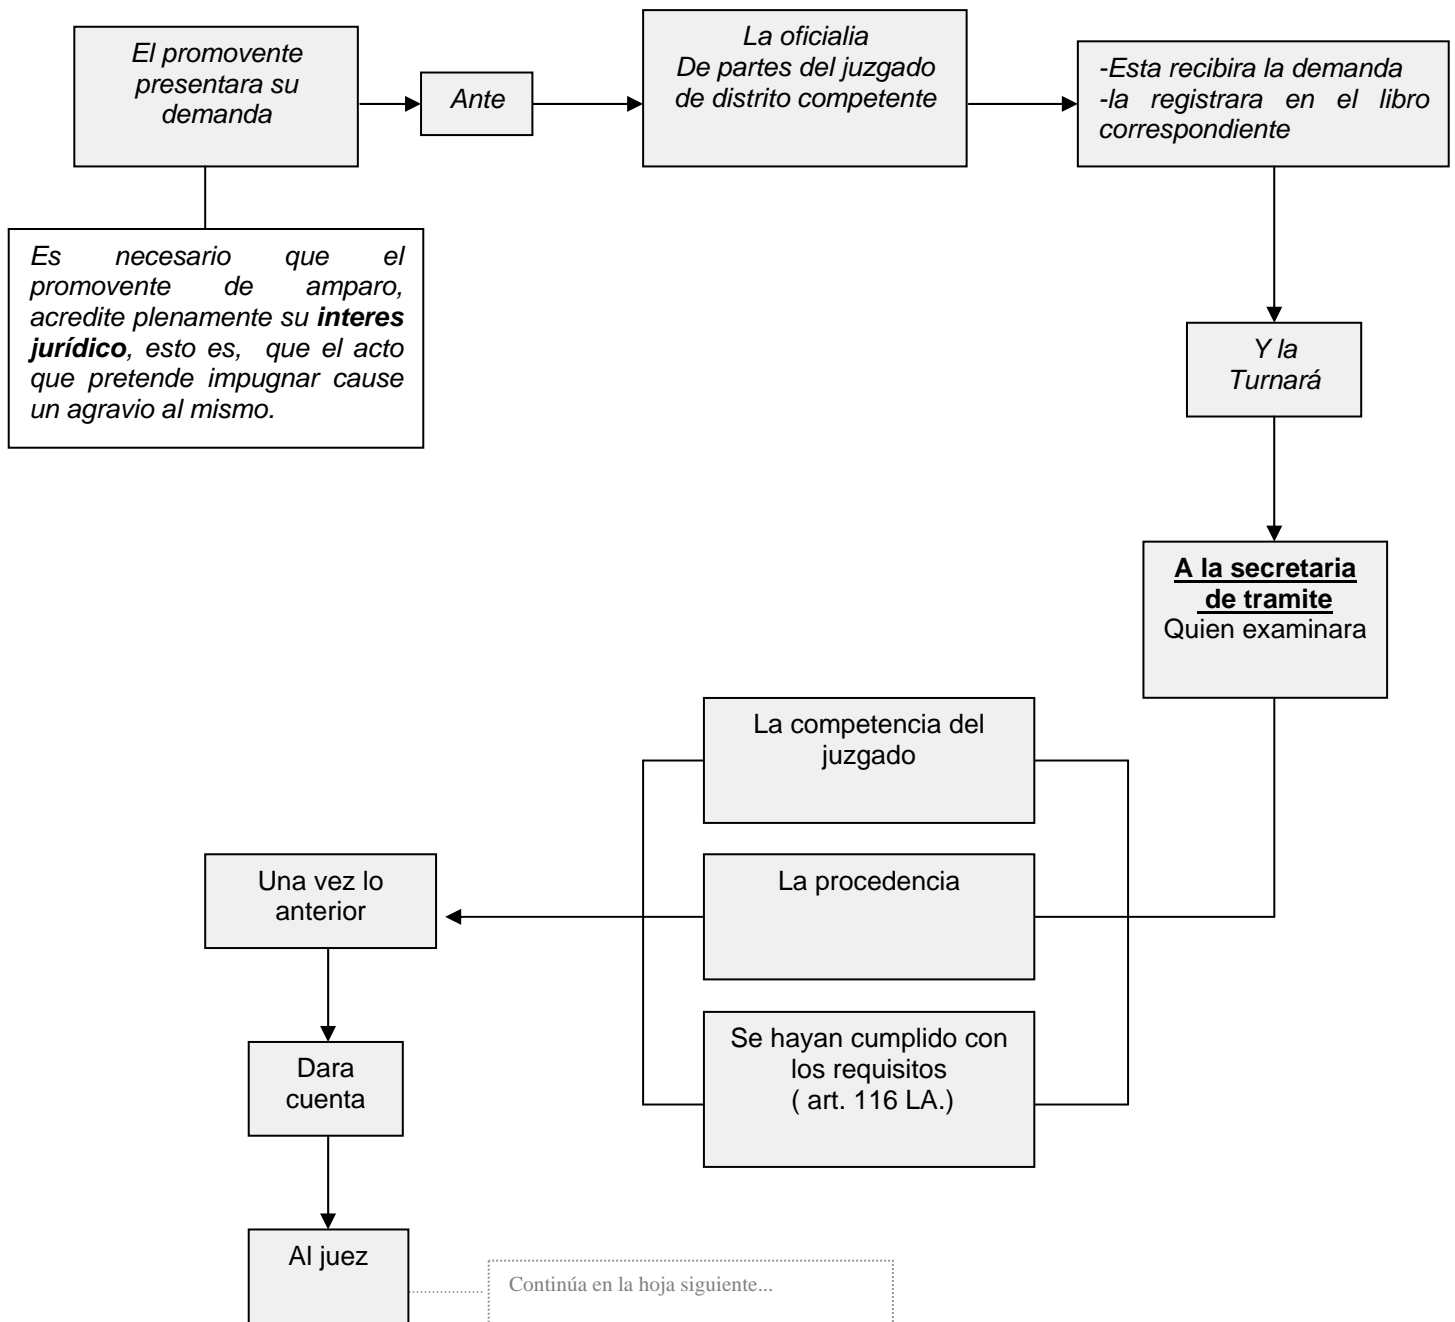 El promovente
presentara su
demanda
Ante
La oficialia
De partes del juzgado
de distrito competente
-Esta recibira la demanda
-la registrara en el libro
correspondiente
Es necesario que el
promovente de amparo,
acredite plenamente su interes
jurídico, esto es, que el acto
que pretende impugnar cause
un agravio al mismo.
Y la
Turnará
A la secretaria
de tramite
Quien examinara
La competencia del
juzgado
La procedencia
Se hayan cumplido con
los requisitos
( art. 116 LA.)
Una vez lo
anterior
Dara
cuenta
Al juez
Continúa en la hoja siguiente...